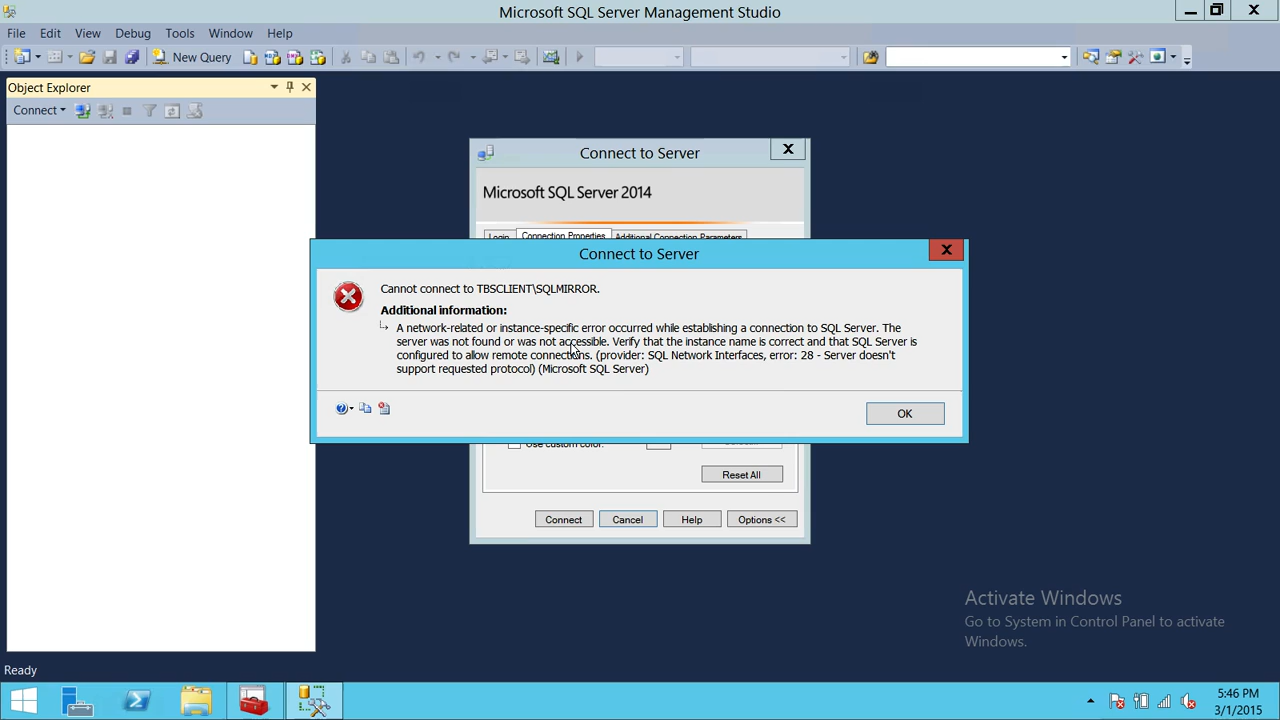 Microsoft SQL Server Management Studio
File Edit View Debug Tools Window Help
New Query
Object Explorer
Connect
Connect to Server
Microsoft SQL Server 2014
Login Connection Properties Additional Connection Parameters
Connect to Server
Cannot connect to TBSCLIENT\SQLMIRROR.
Additional information:
A network-related or instance-specific error occurred while establishing a connection to SQL Server. The
server was not found or was not accessible. Verify that the instance name is correct and that SQL Server is
configured to allow remote connections. (provider: SQL Network Interfaces, error: 28 - Server doesn't
support requested protocol) (Microsoft SQL Server)
OK
Use custom color:
Reset All
Connect Cancel Help Options <<
Activate Windows
Go to System in Control Panel to activate
Windows.
Ready
5:46 PM
3/1/2015